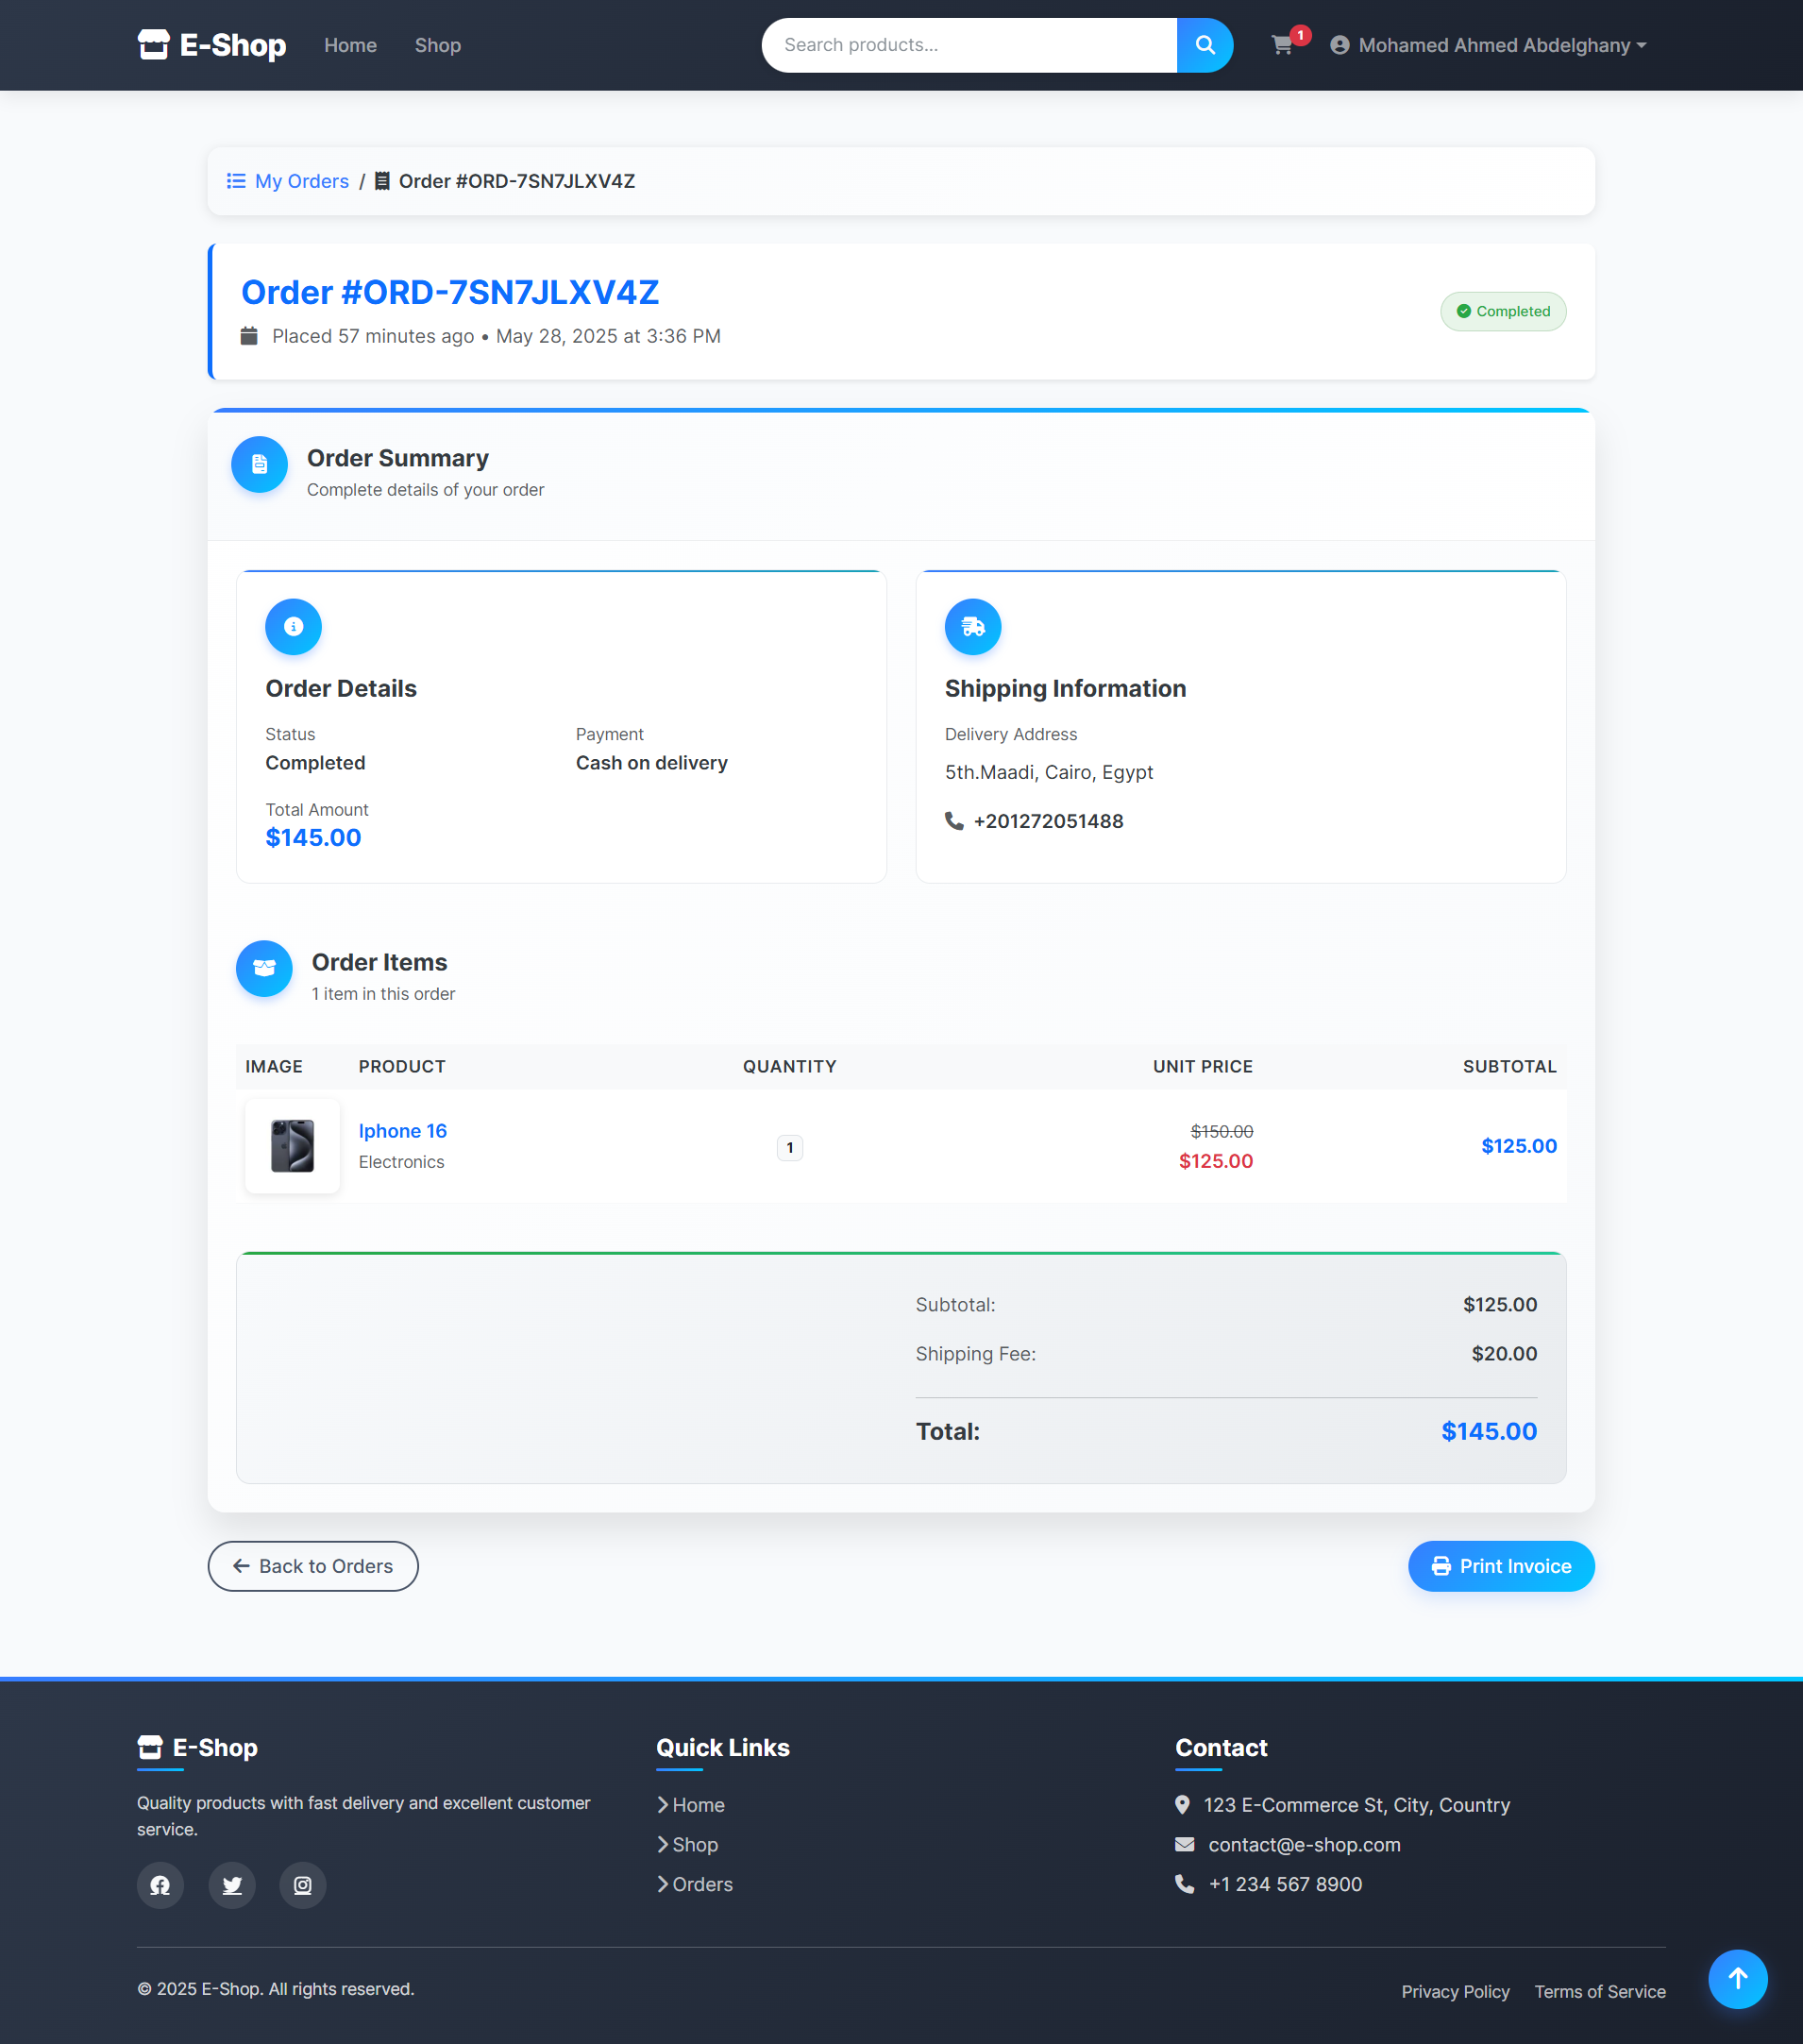 E-Shop Home Shop Search products... 1 Mohamed Ahmed Abdelghany
My Orders / Order #ORD-7SN7JLXV4Z
Order #ORD-7SN7JLXV4Z
Placed 57 minutes ago • May 28, 2025 at 3:36 PM
Completed
Order Summary
Complete details of your order
Order Details
Status Payment
Completed Cash on delivery
Total Amount
$145.00
Shipping Information
Delivery Address
5th.Maadi, Cairo, Egypt
+201272051488
Order Items
1 item in this order
IMAGE PRODUCT QUANTITY UNIT PRICE SUBTOTAL
Iphone 16
Electronics
1
$150.00
$125.00
$125.00
Subtotal: $125.00
Shipping Fee: $20.00
Total: $145.00
Back to Orders Print Invoice
E-Shop
Quality products with fast delivery and excellent customer
service.
Quick Links
Home
Shop
Orders
Contact
123 E-Commerce St, City, Country
contact@e-shop.com
+1 234 567 8900
© 2025 E-Shop. All rights reserved.
Privacy Policy Terms of Service